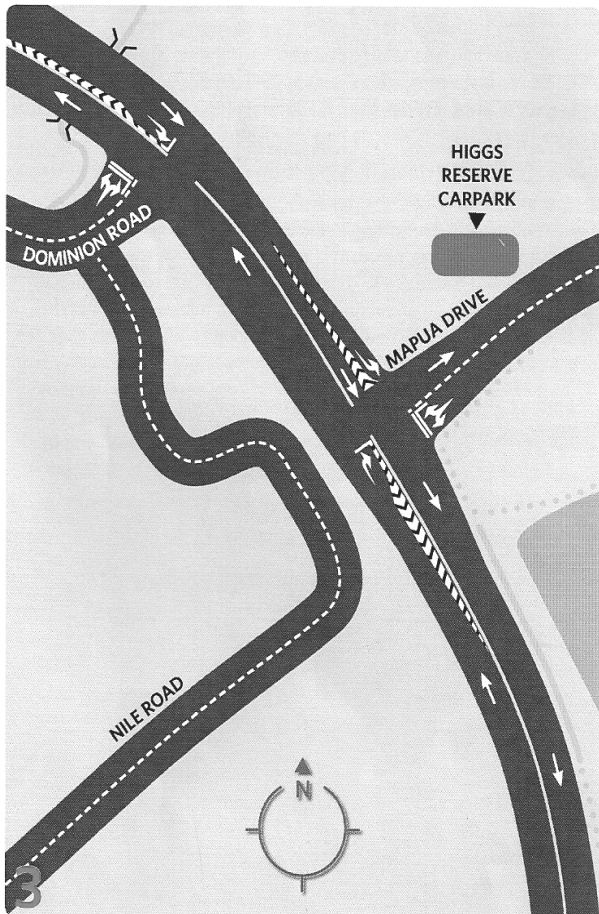 HIGGS
RESERVE
CARPARK
DOMINION ROAD
MAPUA DRIVE
NILE ROAD
N
3